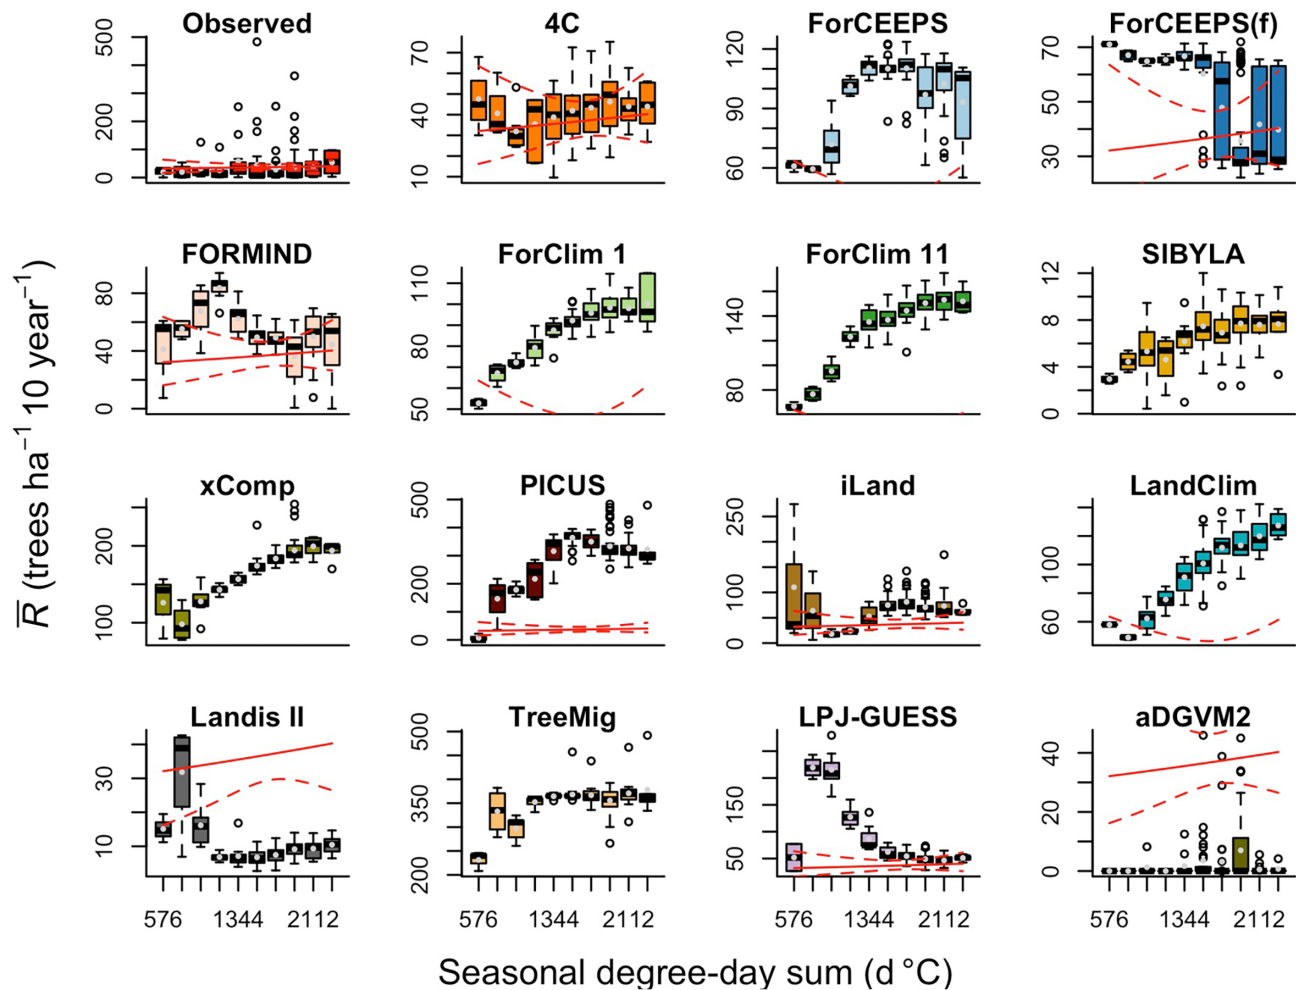 Observed 4C ForCEEPS ForCEEPS(f)
0 200 500
10 40 70
60 90 120
30 50 70
FORMIND ForClim 1 ForClim 11 SIBYLA
0 40 80
50 80 110
80 140
0 4 8 12
xComp PICUS iLand LandClim
100 200
0 200 500
0 100 250
60 100
Landis II TreeMig LPJ-GUESS aDGVM2
10 30
200 350 500
50 150
0 20 40
576 1344 2112 576 1344 2112 576 1344 2112 576 1344 2112
R̅ (trees ha⁻¹ 10 year⁻¹)
Seasonal degree-day sum (d °C)